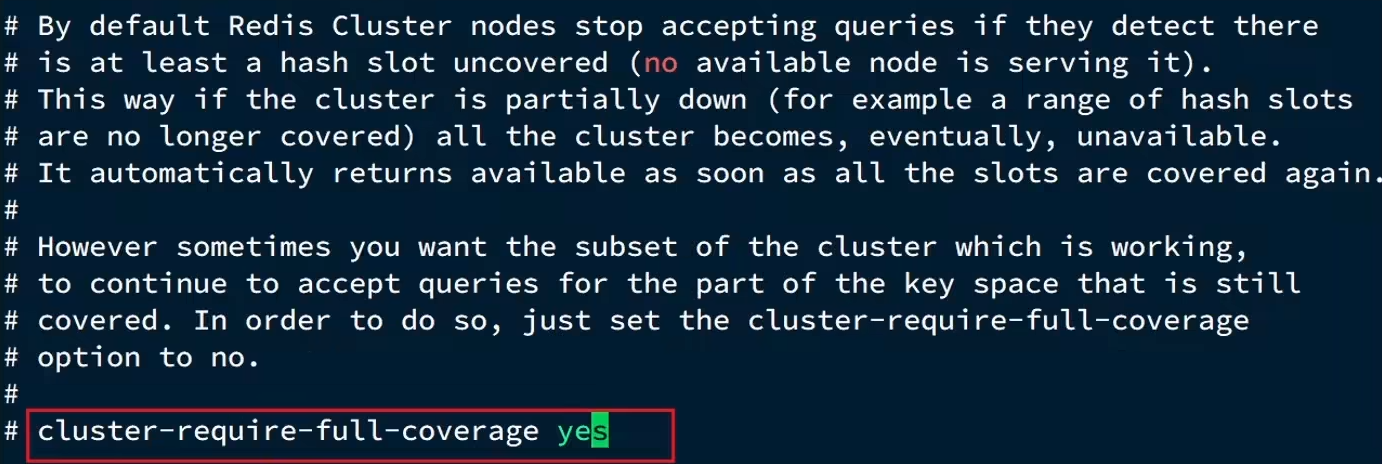 # By default Redis Cluster nodes stop accepting queries if they detect there
# is at least a hash slot uncovered (no available node is serving it).
# This way if the cluster is partially down (for example a range of hash slots
# are no longer covered) all the cluster becomes, eventually, unavailable.
# It automatically returns available as soon as all the slots are covered again.
#
# However sometimes you want the subset of the cluster which is working,
# to continue to accept queries for the part of the key space that is still
# covered. In order to do so, just set the cluster-require-full-coverage
# option to no.
#
# cluster-require-full-coverage yes